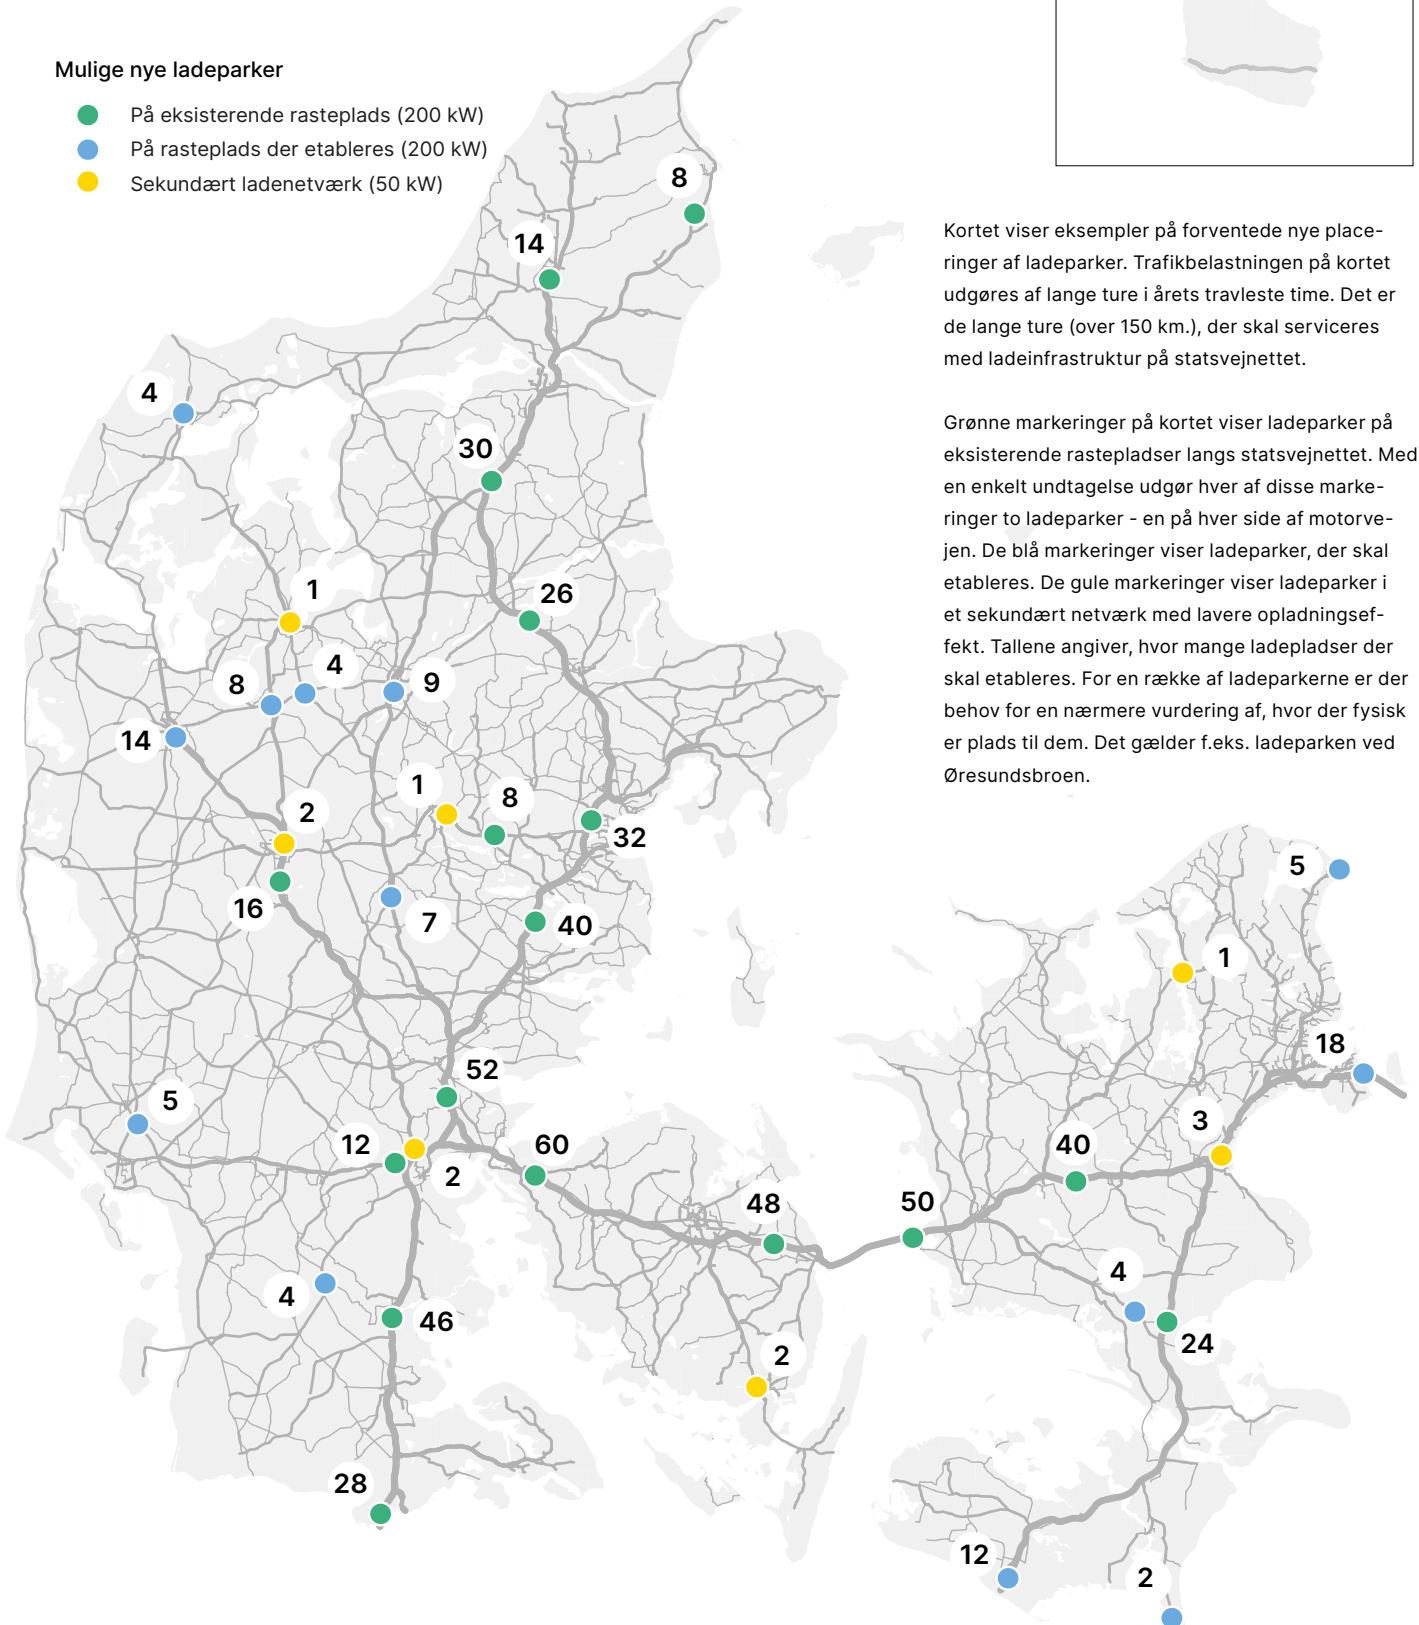 Mulige nye ladeparker
På eksisterende rasteplads (200 kW)
På rasteplads der etableres (200 kW)
Sekundært ladenetværk (50 kW)
Kortet viser eksempler på forventede nye place-
ringer af ladeparker. Trafikbelastningen på kortet
udgøres af lange ture i årets travleste time. Det er
de lange ture (over 150 km.), der skal serviceres
med ladeinfrastruktur på statsvejnettet.
Grønne markeringer på kortet viser ladeparker på
eksisterende rastepladser langs statsvejnettet. Med
en enkelt undtagelse udgør hver af disse marke-
ringer to ladeparker - en på hver side af motorve-
jen. De blå markeringer viser ladeparker, der skal
etableres. De gule markeringer viser ladeparker i
et sekundært netværk med lavere opladningsef-
fekt. Tallene angiver, hvor mange ladepladser der
skal etableres. For en række af ladeparkerne er der
behov for en nærmere vurdering af, hvor der fysisk
er plads til dem. Det gælder f.eks. ladeparken ved
Øresundsbroen.
8
14
4
30
1
26
4
8
9
14
1
8
2
32
16
7
40
5
1
18
52
5
3
12
60
40
2
48
50
4
4
46
24
2
28
12
2